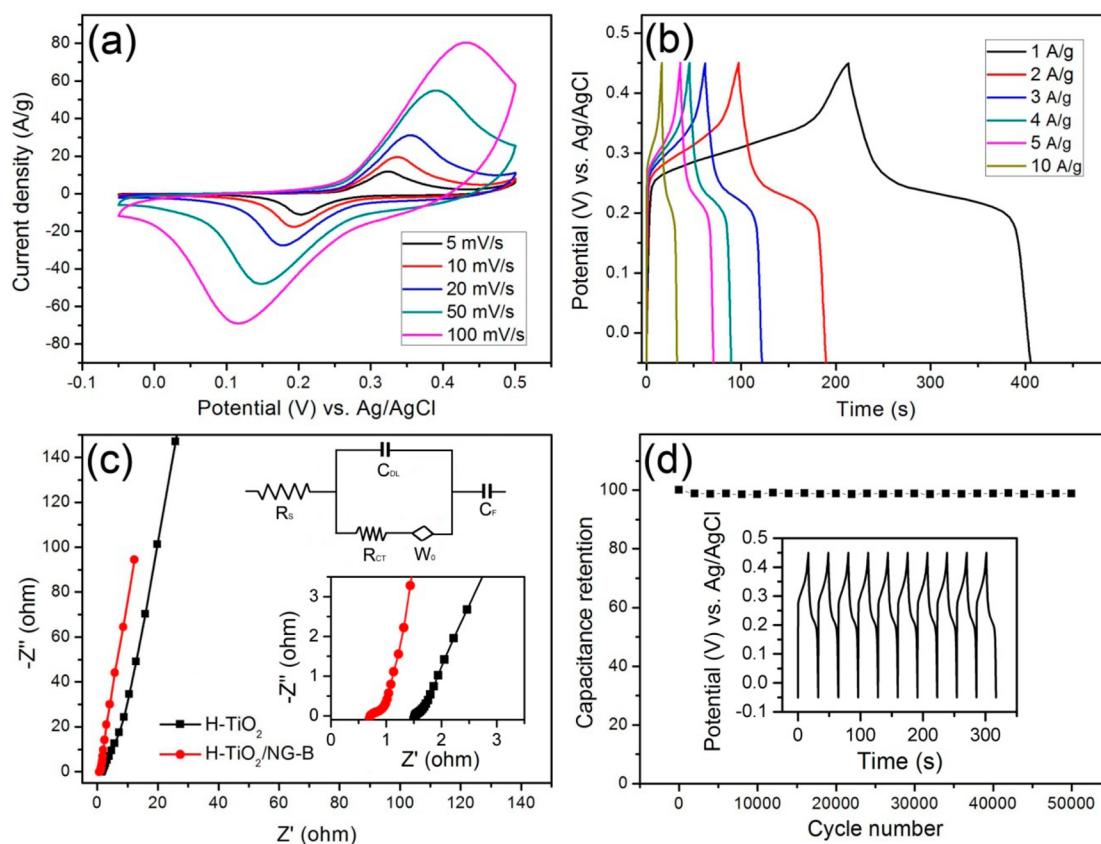 (a)
80
60
40
20
0
-20
-40
-60
-80
Current density (A/g)
5 mV/s
10 mV/s
20 mV/s
50 mV/s
100 mV/s
-0.1 0.0 0.1 0.2 0.3 0.4 0.5
Potential (V) vs. Ag/AgCl
(b)
0.5
0.4
0.3
0.2
0.1
0.0
Potential (V) vs. Ag/AgCl
1 A/g
2 A/g
3 A/g
4 A/g
5 A/g
10 A/g
0 100 200 300 400
Time (s)
(c)
140
120
100
80
60
40
20
0
-Z'' (ohm)
RS
CDL
RCT
W0
CF
3
2
1
0
-Z'' (ohm)
0 1 2 3
Z' (ohm)
H-TiO2
H-TiO2/NG-B
0 20 40 60 80 100 120 140
Z' (ohm)
(d)
100
80
60
40
20
0
Capacitance retention
0.5
0.4
0.3
0.2
0.1
0.0
-0.1
Potential (V) vs. Ag/AgCl
0 100 200 300
Time (s)
0 10000 20000 30000 40000 50000
Cycle number